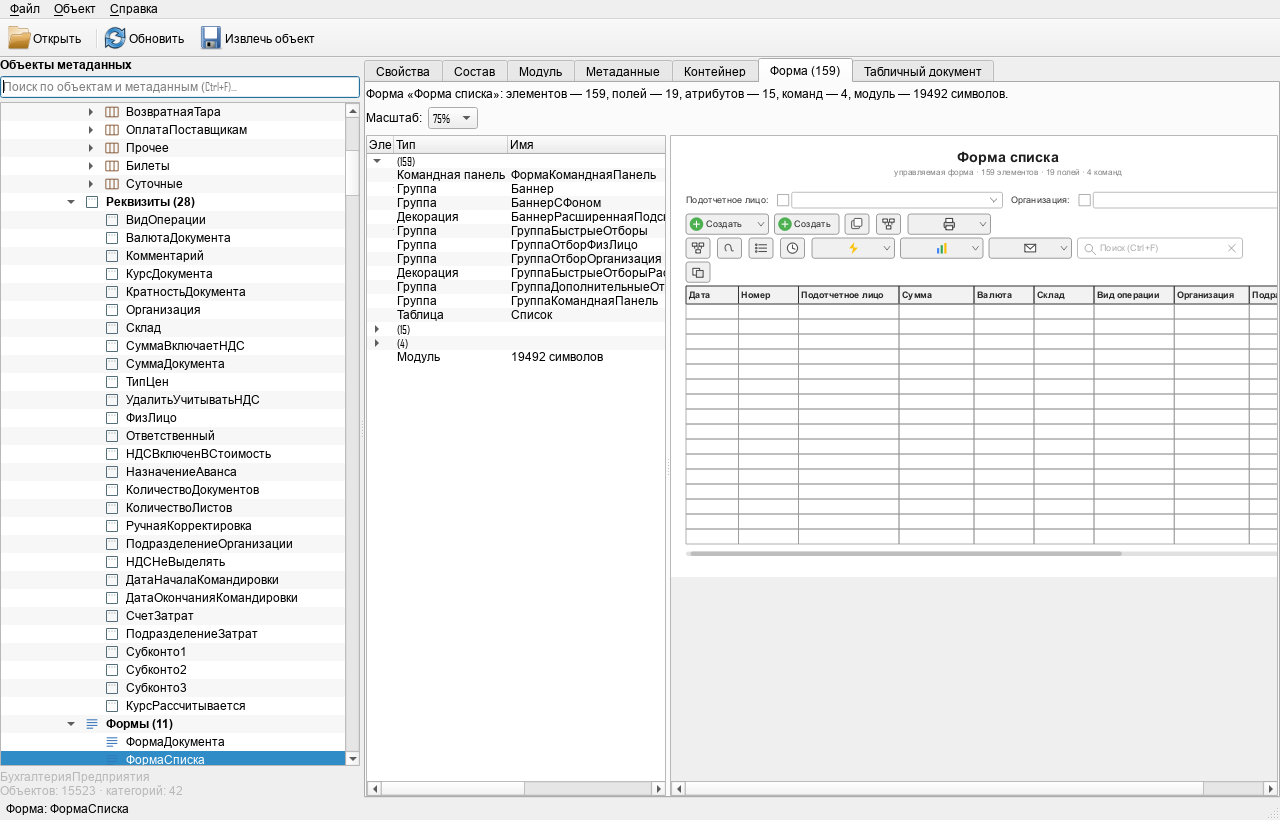 Файл Объект Справка
Открыть Обновить Извлечь объект
Объекты метаданных
Поиск по объектам и метаданным (Ctrl+F)...
ВозвратнаяТара
ОплатаПоставщикам
Прочее
Билеты
Суточные
Реквизиты (28)
ВидОперации
ВалютаДокумента
Комментарий
КурсДокумента
КратностьДокумента
Организация
Склад
СуммаВключаетНДС
СуммаДокумента
ТипЦен
УдалитьУчитыватьНДС
ФизЛицо
Ответственный
НДСВключенВСтоимость
НазначениеАванса
КоличествоДокументов
КоличествоЛистов
РучнаяКорректировка
ПодразделениеОрганизации
НДСНеВыделять
ДатаНачалаКомандировки
ДатаОкончанияКомандировки
СчетЗатрат
ПодразделениеЗатрат
Субконто1
Субконто2
Субконто3
КурсРассчитывается
Формы (11)
ФормаДокумента
ФормаСписка
БухгалтерияПредприятия
Объектов: 15523 · категорий: 42
Свойства Состав Модуль Метаданные Контейнер Форма (159) Табличный документ
Форма «Форма списка»: элементов — 159, полей — 19, атрибутов — 15, команд — 4, модуль — 19492 символов.
Масштаб: 75%
Эле Тип Имя
(159)
Командная панель ФормаКоманднаяПанель
Группа Баннер
Группа БаннерСФоном
Декорация БаннерРасширеннаяПодск
Группа ГруппаБыстрыеОтборы
Группа ГруппаОтборФизЛицо
Группа ГруппаОтборОрганизация
Декорация ГруппаБыстрыеОтборыРас
Группа ГруппаДополнительныеОт
Группа ГруппаКоманднаяПанель
Таблица Список
(15)
(4)
Модуль 19492 символов
Форма списка
управляемая форма · 159 элементов · 19 полей · 4 команд
Подотчетное лицо: Организация:
Создать Создать
Поиск (Ctrl+F)
Дата Номер Подотчетное лицо Сумма Валюта Склад Вид операции Организация Подра
Форма: ФормаСписка